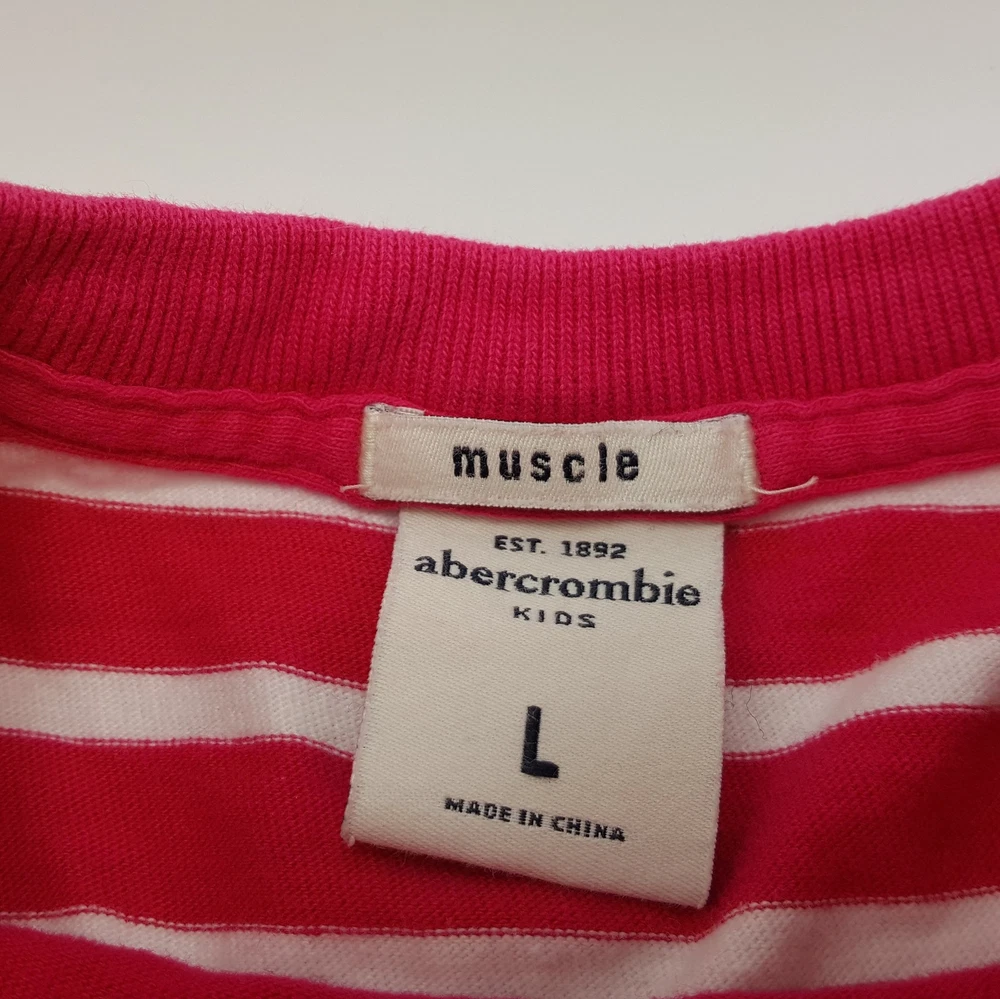 muscle
EST. 1892
abercrombie
KIDS
L
MADE IN CHINA